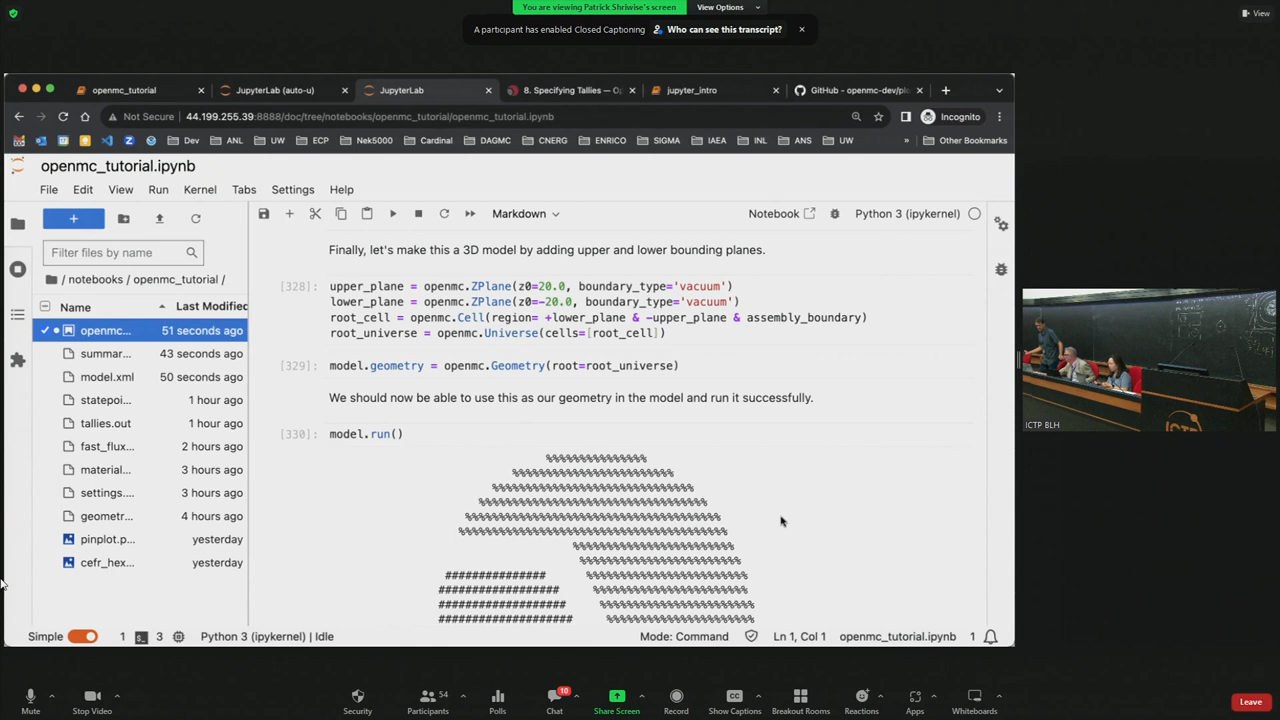 You are viewing Patrick Shriwise's screen
View Options
View
A participant has enabled Closed Captioning
Who can see this transcript?
openmc_tutorial
JupyterLab (auto-u)
JupyterLab
8. Specifying Tallies — O
jupyter_intro
GitHub - openmc-dev/plo
Not Secure
44.199.255.39:8888/doc/tree/notebooks/openmc_tutorial/openmc_tutorial.ipynb
Incognito
Dev
ANL
UW
ECP
Nek5000
Cardinal
DAGMC
CNERG
ENRICO
SIGMA
IAEA
INL
ANS
UW
Other Bookmarks
openmc_tutorial.ipynb
File Edit View Run Kernel Tabs Settings Help
Markdown
Notebook
Python 3 (ipykernel)
Filter files by name
/ notebooks / openmc_tutorial /
Name Last Modified
openmc... 51 seconds ago
summar... 43 seconds ago
model.xml 50 seconds ago
statepoi... 1 hour ago
tallies.out 1 hour ago
fast_flux... 2 hours ago
material... 3 hours ago
settings.... 3 hours ago
geometr... 4 hours ago
pinplot.p... yesterday
cefr_hex... yesterday
Finally, let's make this a 3D model by adding upper and lower bounding planes.
[328]: upper_plane = openmc.ZPlane(z0=20.0, boundary_type='vacuum')
lower_plane = openmc.ZPlane(z0=-20.0, boundary_type='vacuum')
root_cell = openmc.Cell(region= +lower_plane & -upper_plane & assembly_boundary)
root_universe = openmc.Universe(cells=[root_cell])
[329]: model.geometry = openmc.Geometry(root=root_universe)
We should now be able to use this as our geometry in the model and run it successfully.
[330]: model.run()
%%%%%%%%%%%%%%%
%%%%%%%%%%%%%%%%%%%%%%%%
%%%%%%%%%%%%%%%%%%%%%%%%%%%%%%
%%%%%%%%%%%%%%%%%%%%%%%%%%%%%%%%%%
%%%%%%%%%%%%%%%%%%%%%%%%%%%%%%%%%%%%%%
%%%%%%%%%%%%%%%%%%%%%%%%%%%%%%%%%%%%%%%%
%%%%%%%%%%%%%%%%%%%%%%%%
%%%%%%%%%%%%%%%%%%%%%%%%
############### %%%%%%%%%%%%%%%%%%%%%%%%
################## %%%%%%%%%%%%%%%%%%%%%%%%
################### %%%%%%%%%%%%%%%%%%%%%%%
#################### %%%%%%%%%%%%%%%%%%%%%%
Simple 1 3 Python 3 (ipykernel) | Idle Mode: Command Ln 1, Col 1 openmc_tutorial.ipynb 1
ICTP BLH
Mute
Stop Video
Security
54
Participants
Polls
10
Chat
Share Screen
Record
CC
Show Captions
Breakout Rooms
Reactions
Apps
Whiteboards
Leave